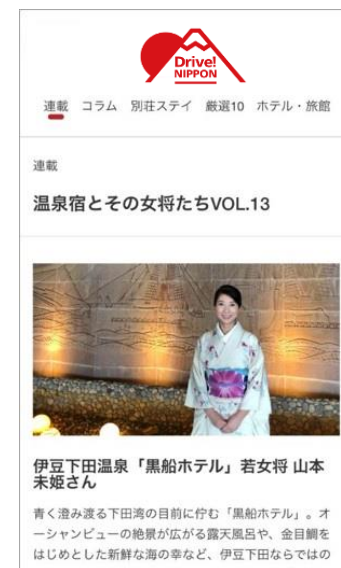 Drive!
NIPPON
連載 コラム 別荘ステイ 厳選10 ホテル・旅館
連載
温泉宿とその女将たちVOL.13
伊豆下田温泉「黒船ホテル」若女将 山本
未姫さん
青く澄み渡る下田湾の目前に佇む「黒船ホテル」。オ
ーシャンビューの絶景が広がる露天風呂や、金目鯛を
はじめとした新鮮な海の幸など、伊豆下田ならではの